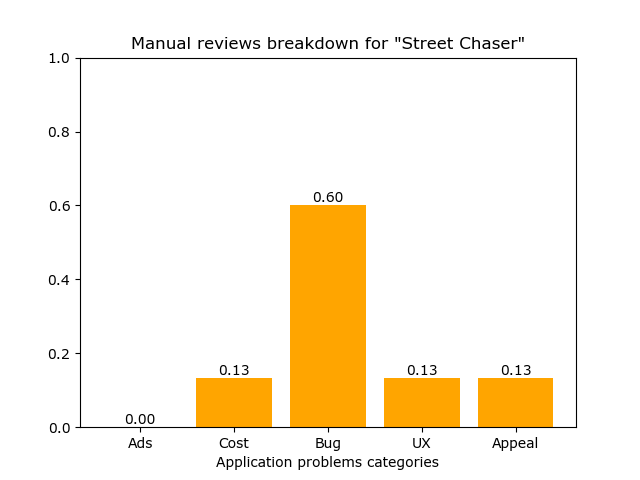 Manual reviews breakdown for "Street Chaser"
1.0
0.8
0.6
0.4
0.2
0.0
0.00
0.13
0.60
0.13
0.13
Ads
Cost
Bug
UX
Appeal
Application problems categories